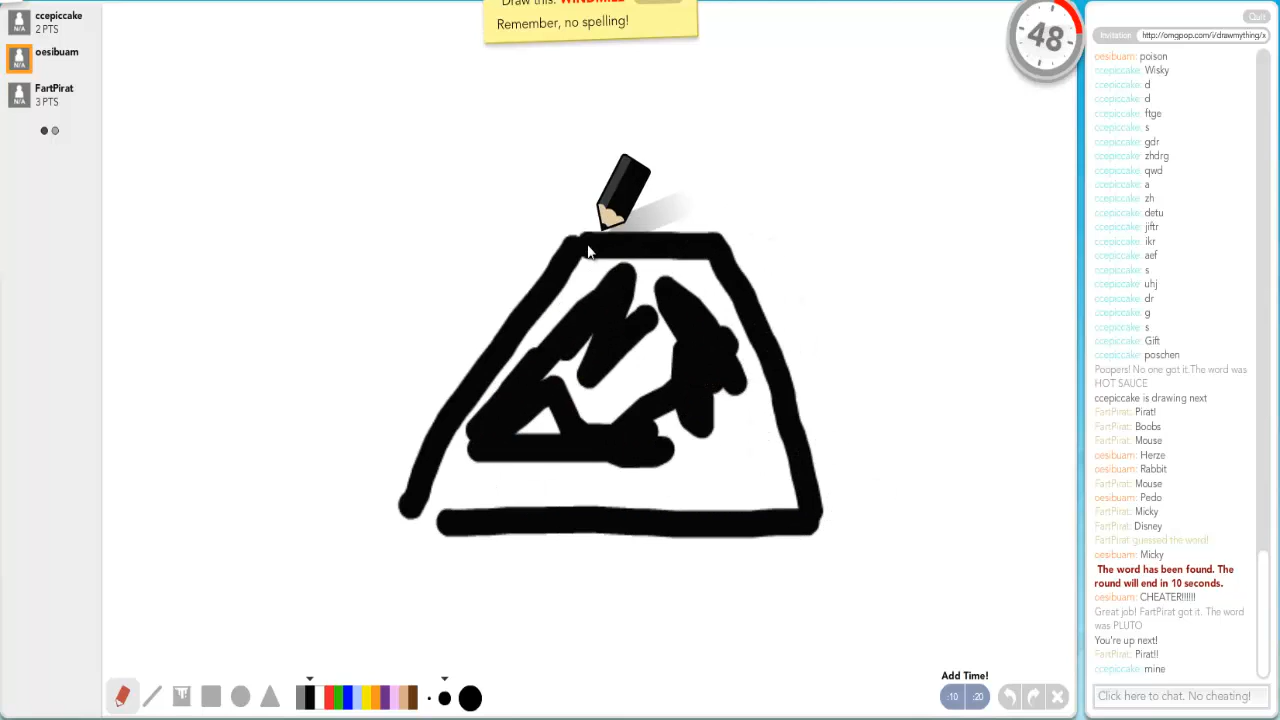 ccepiccake
2 PTS
N/A
oesibuam
N/A
FartPirat
3 PTS
N/A
Draw this: WINDMILL
Remember, no spelling!
48
Quit
Invitation
http://omgpop.com/i/drawmything/x
oesibuam: poison
ccepiccake: Wisky
ccepiccake: d
ccepiccake: d
ccepiccake: ftge
ccepiccake: s
ccepiccake: gdr
ccepiccake: zhdrg
ccepiccake: qwd
ccepiccake: a
ccepiccake: zh
ccepiccake: detu
ccepiccake: jiftr
ccepiccake: ikr
ccepiccake: aef
ccepiccake: s
ccepiccake: uhj
ccepiccake: dr
ccepiccake: g
ccepiccake: s
ccepiccake: Gift
ccepiccake: poschen
Poopers! No one got it.The word was
HOT SAUCE
ccepiccake is drawing next
FartPirat: Pirat!
FartPirat: Boobs
FartPirat: Mouse
oesibuam: Herze
oesibuam: Rabbit
FartPirat: Mouse
oesibuam: Pedo
FartPirat: Micky
FartPirat: Disney
FartPirat guessed the word!
oesibuam: Micky
The word has been found. The
round will end in 10 seconds.
oesibuam: CHEATER!!!!!!
Great job! FartPirat got it. The word
was PLUTO
You're up next!
FartPirat: Pirat!!
ccepiccake: mine
Add Time!
:10
:20
Click here to chat. No cheating!